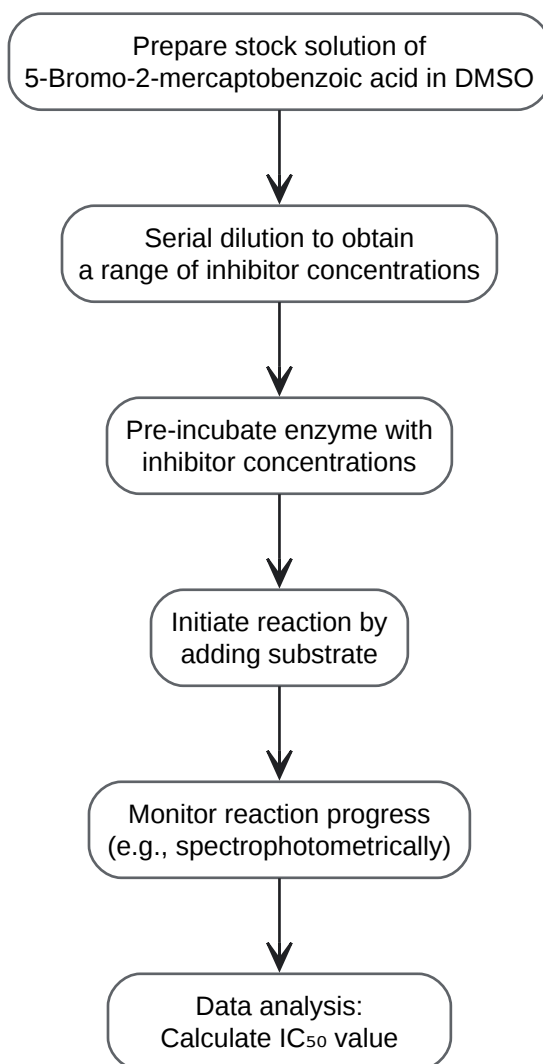 Prepare stock solution of
5-Bromo-2-mercaptobenzoic acid in DMSO
Serial dilution to obtain
a range of inhibitor concentrations
Pre-incubate enzyme with
inhibitor concentrations
Initiate reaction by
adding substrate
Monitor reaction progress
(e.g., spectrophotometrically)
Data analysis:
Calculate IC₅₀ value